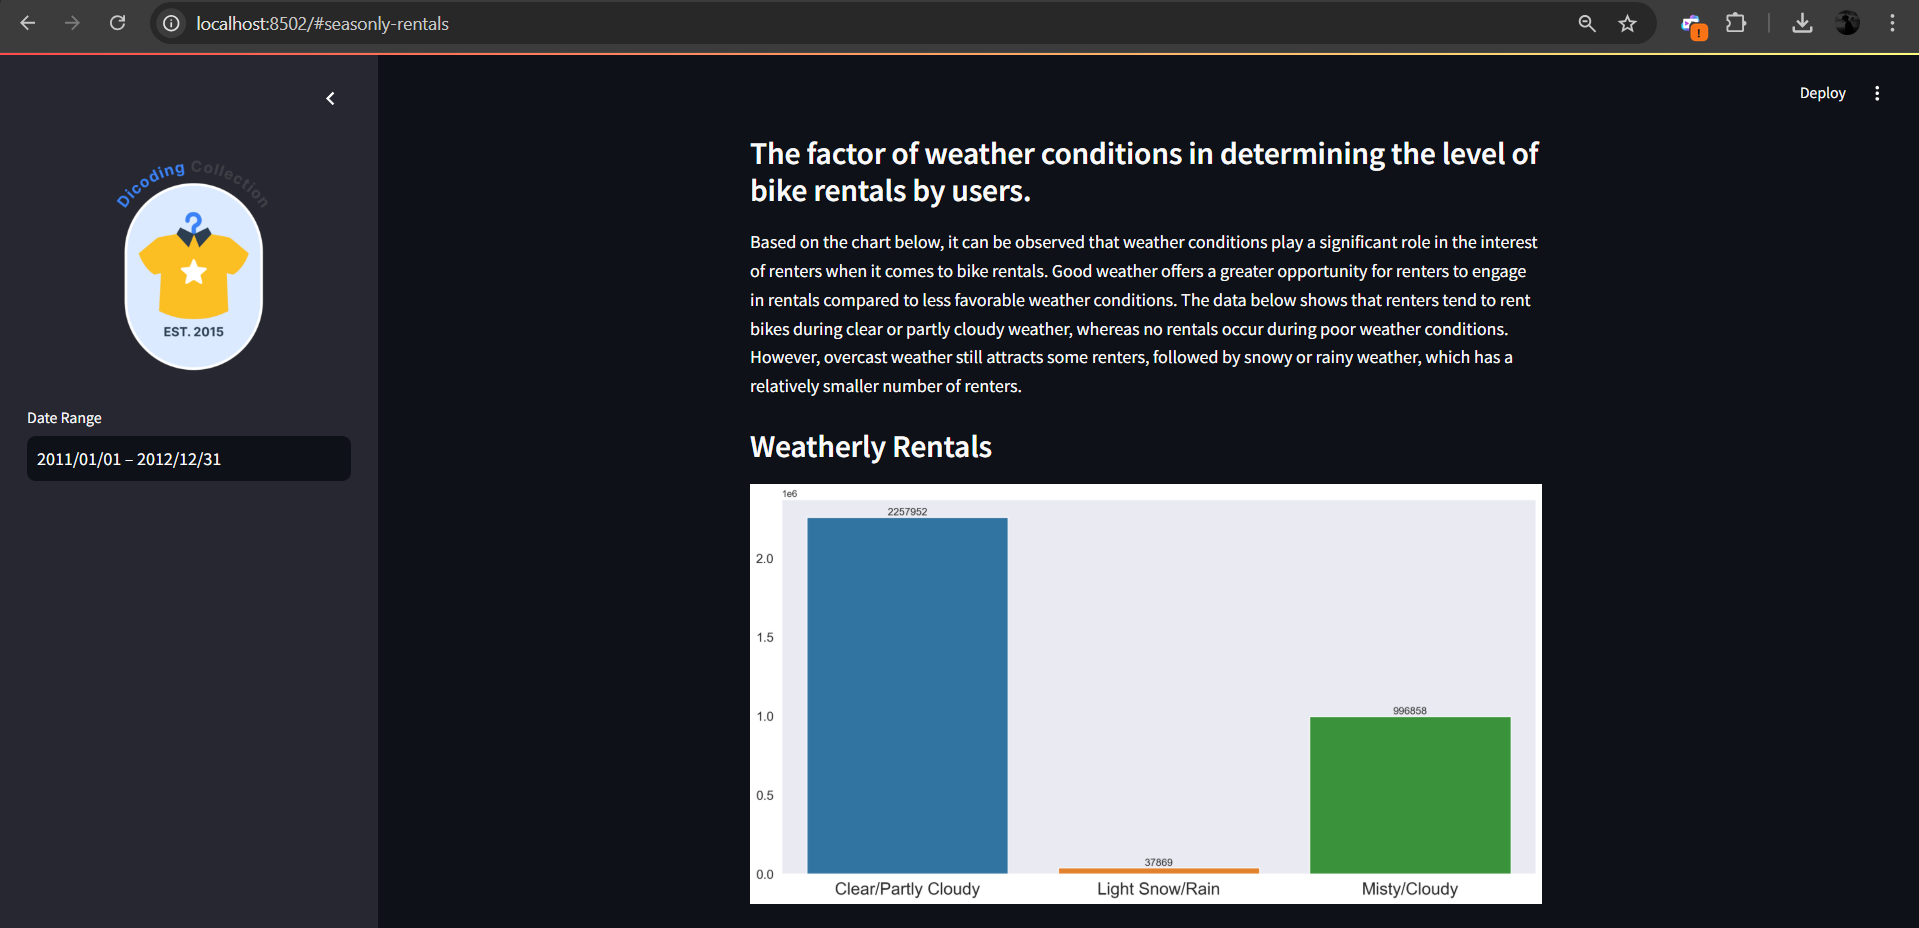 localhost:8502/#seasonly-rentals
Deploy
Dicoding Collection
EST. 2015
Date Range
2011/01/01 – 2012/12/31
The factor of weather conditions in determining the level of
bike rentals by users.
Based on the chart below, it can be observed that weather conditions play a significant role in the interest
of renters when it comes to bike rentals. Good weather offers a greater opportunity for renters to engage
in rentals compared to less favorable weather conditions. The data below shows that renters tend to rent
bikes during clear or partly cloudy weather, whereas no rentals occur during poor weather conditions.
However, overcast weather still attracts some renters, followed by snowy or rainy weather, which has a
relatively smaller number of renters.
Weatherly Rentals
1e6
2257952
2.0
1.5
1.0
996858
0.5
37869
0.0
Clear/Partly Cloudy
Light Snow/Rain
Misty/Cloudy